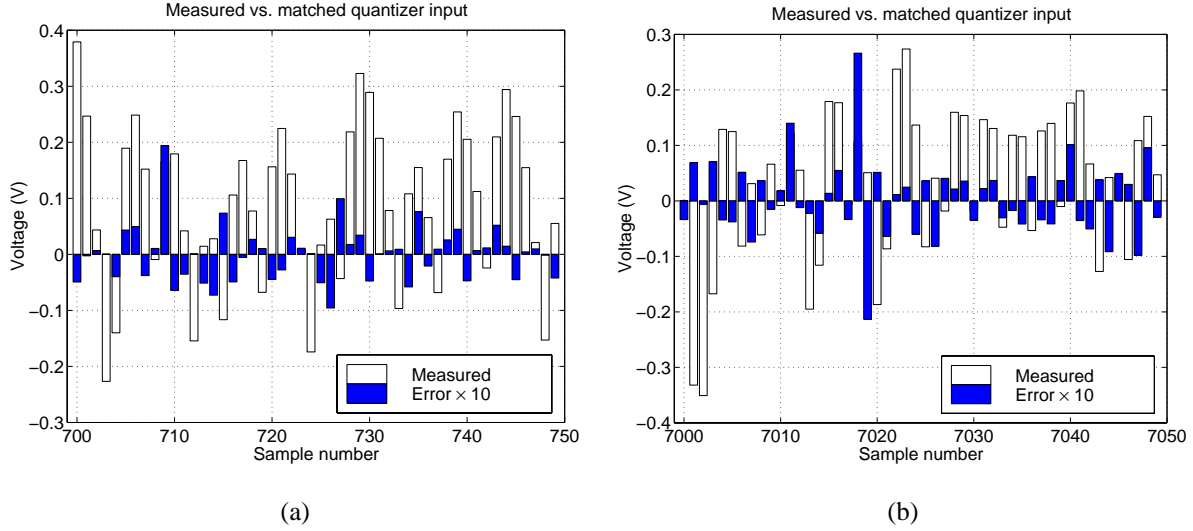 Measured vs. matched quantizer input
0.4
0.3
0.2
0.1
0
−0.1
−0.2
−0.3
Voltage (V)
700 710 720 730 740 750
Sample number
Measured
Error × 10
(a)
Measured vs. matched quantizer input
0.3
0.2
0.1
0
−0.1
−0.2
−0.3
−0.4
Voltage (V)
7000 7010 7020 7030 7040 7050
Sample number
Measured
Error × 10
(b)